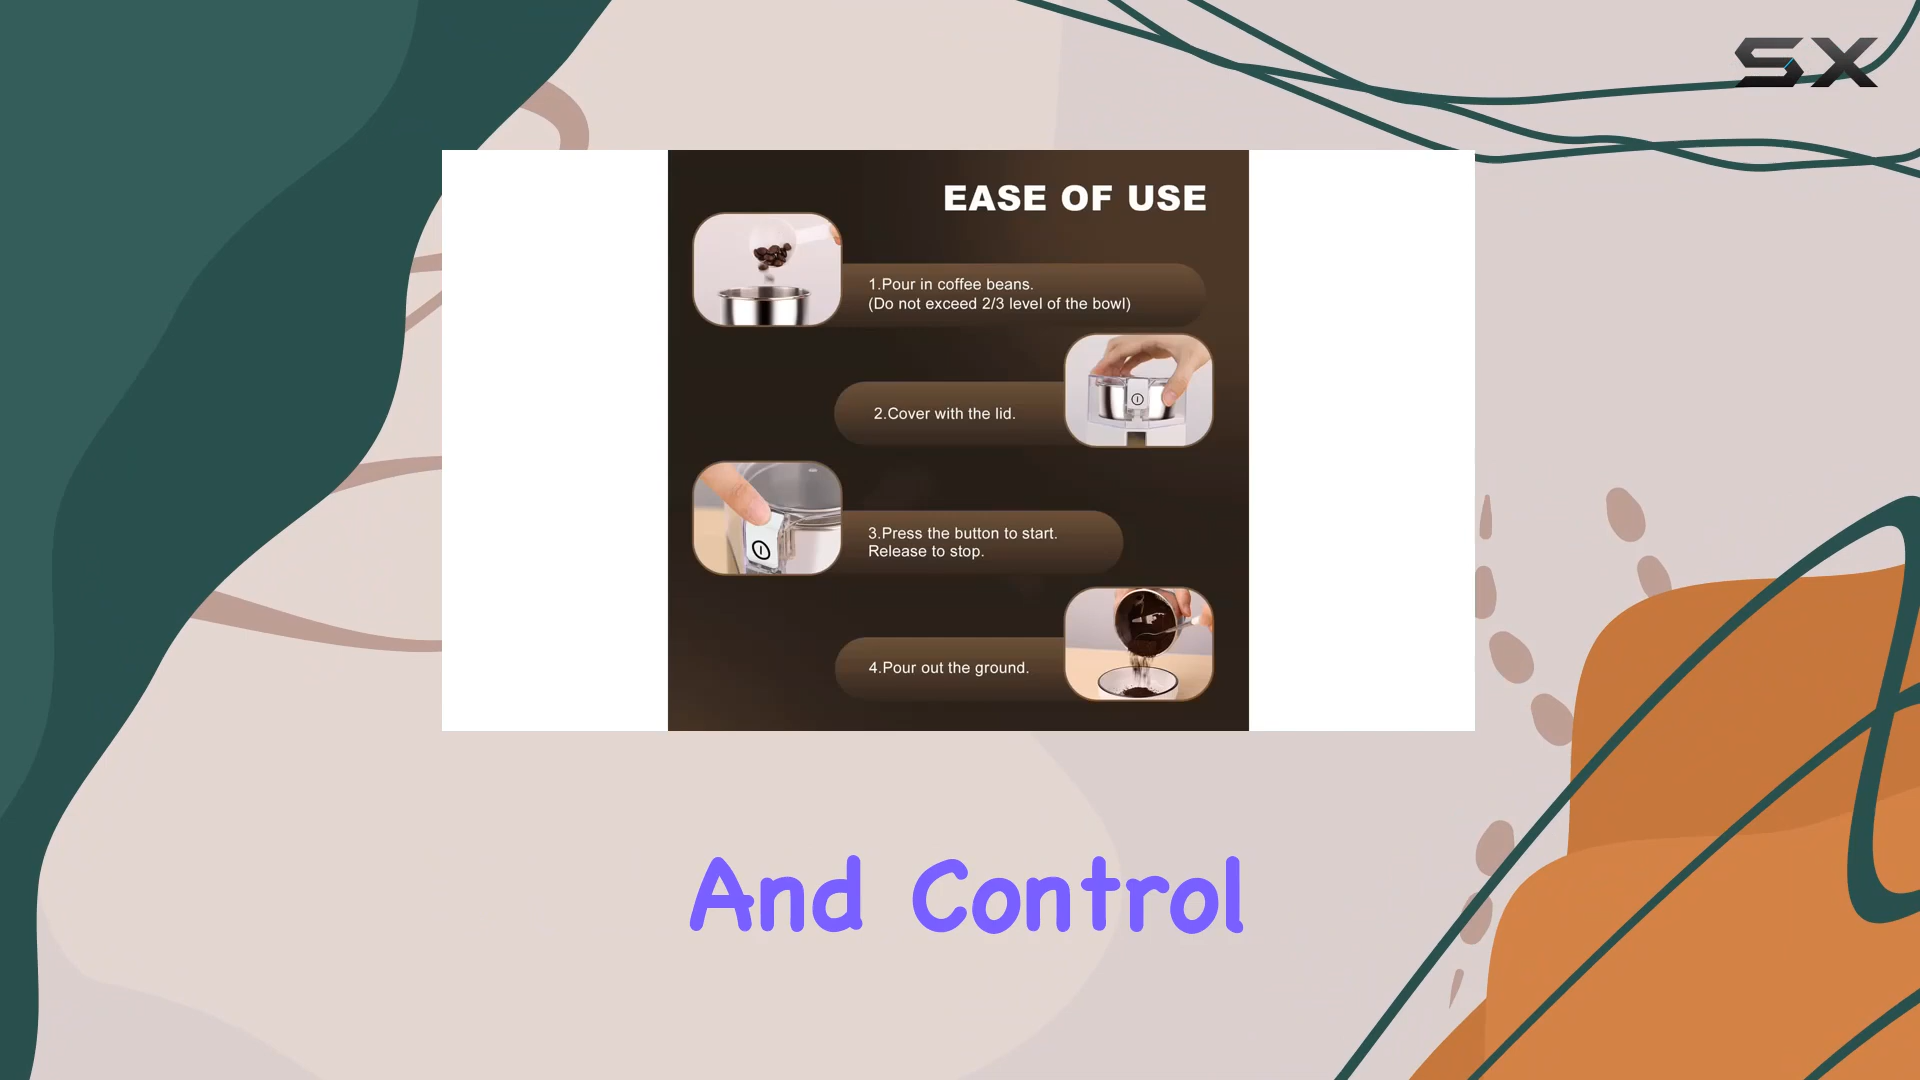 SX
EASE OF USE
1.Pour in coffee beans.
(Do not exceed 2/3 level of the bowl)
2.Cover with the lid.
3.Press the button to start.
Release to stop.
4.Pour out the ground.
And Control